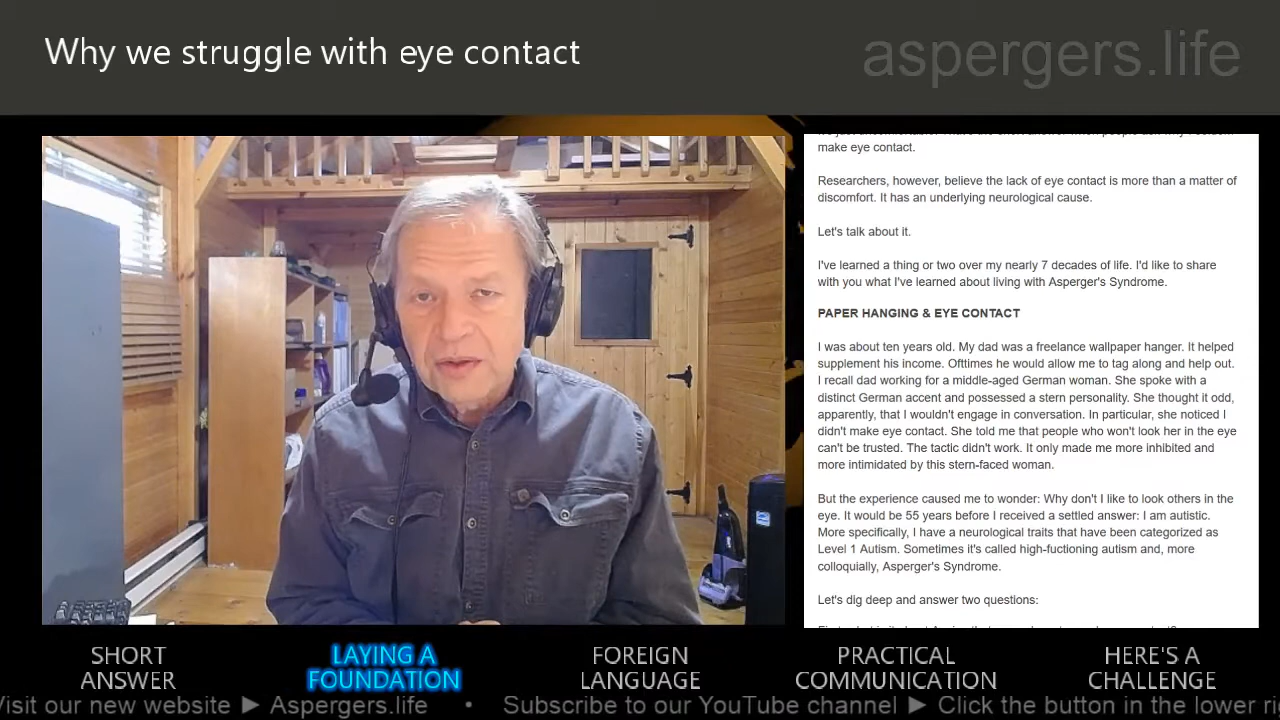 Why we struggle with eye contact
aspergers.life
make eye contact.
Researchers, however, believe the lack of eye contact is more than a matter of
discomfort. It has an underlying neurological cause.
Let's talk about it.
I've learned a thing or two over my nearly 7 decades of life. I'd like to share
with you what I've learned about living with Asperger's Syndrome.
PAPER HANGING & EYE CONTACT
I was about ten years old. My dad was a freelance wallpaper hanger. It helped
supplement his income. Ofttimes he would allow me to tag along and help out.
I recall dad working for a middle-aged German woman. She spoke with a
distinct German accent and possessed a stern personality. She thought it odd,
apparently, that I wouldn't engage in conversation. In particular, she noticed I
didn't make eye contact. She told me that people who won't look her in the eye
can't be trusted. The tactic didn't work. It only made me more inhibited and
more intimidated by this stern-faced woman.
But the experience caused me to wonder: Why don't I like to look others in the
eye. It would be 55 years before I received a settled answer: I am autistic.
More specifically, I have a neurological traits that have been categorized as
Level 1 Autism. Sometimes it's called high-fuctioning autism and, more
colloquially, Asperger's Syndrome.
Let's dig deep and answer two questions:
SHORT
ANSWER
LAYING A
FOUNDATION
FOREIGN
LANGUAGE
PRACTICAL
COMMUNICATION
HERE'S A
CHALLENGE
Visit our new website ► Aspergers.life • Subscribe to our YouTube channel ► Click the button in the lower